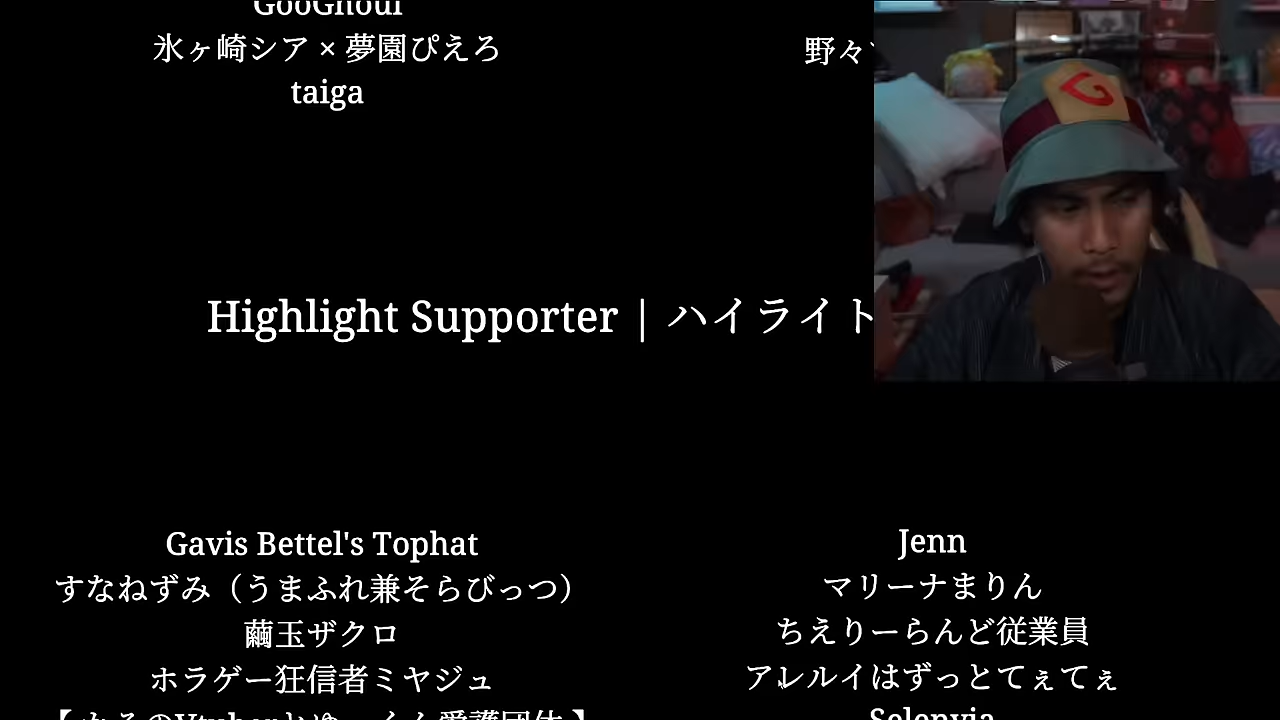 GooGhoul
氷ヶ崎シア × 夢園ぴえろ
野々
taiga
Highlight Supporter | ハイライト
Gavis Bettel's Tophat
Jenn
すなねずみ（うまふれ兼そらびっつ）
マリーナまりん
繭玉ザクロ
ちえりーらんど従業員
ホラゲー狂信者ミヤジュ
アレルイはずっとてぇてぇ
Selenvia
G